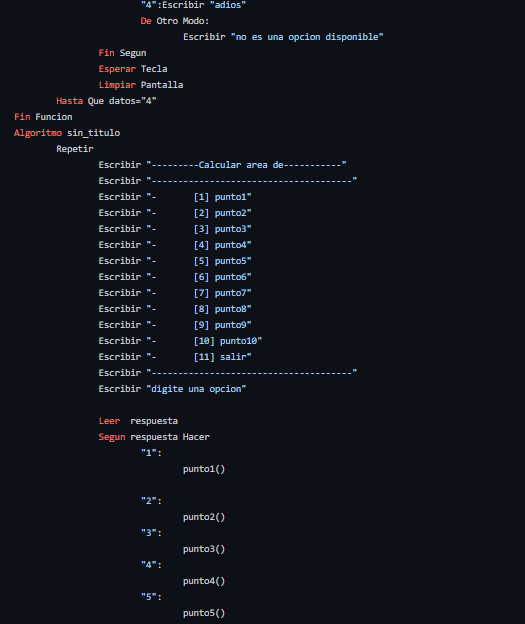 "4":Escribir "adios"
De Otro Modo:
Escribir "no es una opcion disponible"
Fin Segun
Esperar Tecla
Limpiar Pantalla
Hasta Que datos="4"
Fin Funcion
Algoritmo sin_titulo
Repetir
Escribir "---------Calcular area de-----------"
Escribir "--------------------------------------"
Escribir "-       [1] punto1"
Escribir "-       [2] punto2"
Escribir "-       [3] punto3"
Escribir "-       [4] punto4"
Escribir "-       [5] punto5"
Escribir "-       [6] punto6"
Escribir "-       [7] punto7"
Escribir "-       [8] punto8"
Escribir "-       [9] punto9"
Escribir "-       [10] punto10"
Escribir "-       [11] salir"
Escribir "--------------------------------------"
Escribir "digite una opcion"
Leer  respuesta
Segun respuesta Hacer
"1":
punto1()
"2":
punto2()
"3":
punto3()
"4":
punto4()
"5":
punto5()